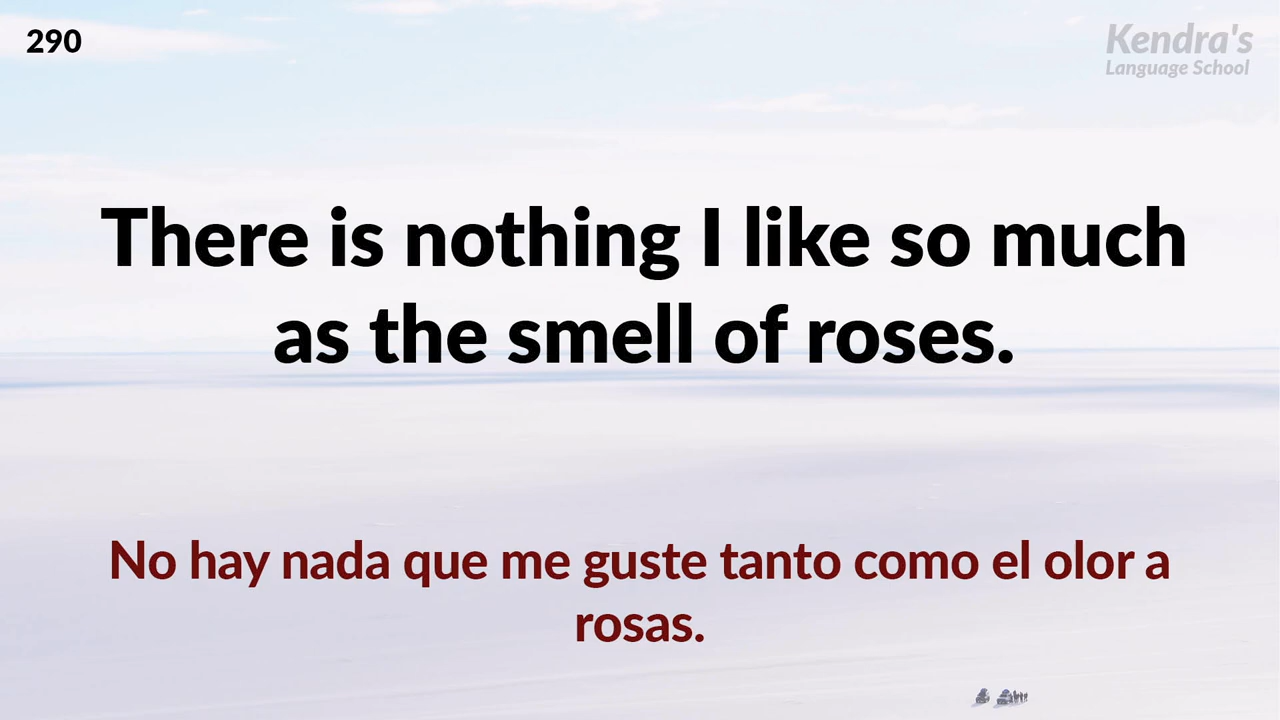 290
Kendra's
Language School
There is nothing I like so much
as the smell of roses.
No hay nada que me guste tanto como el olor a
rosas.